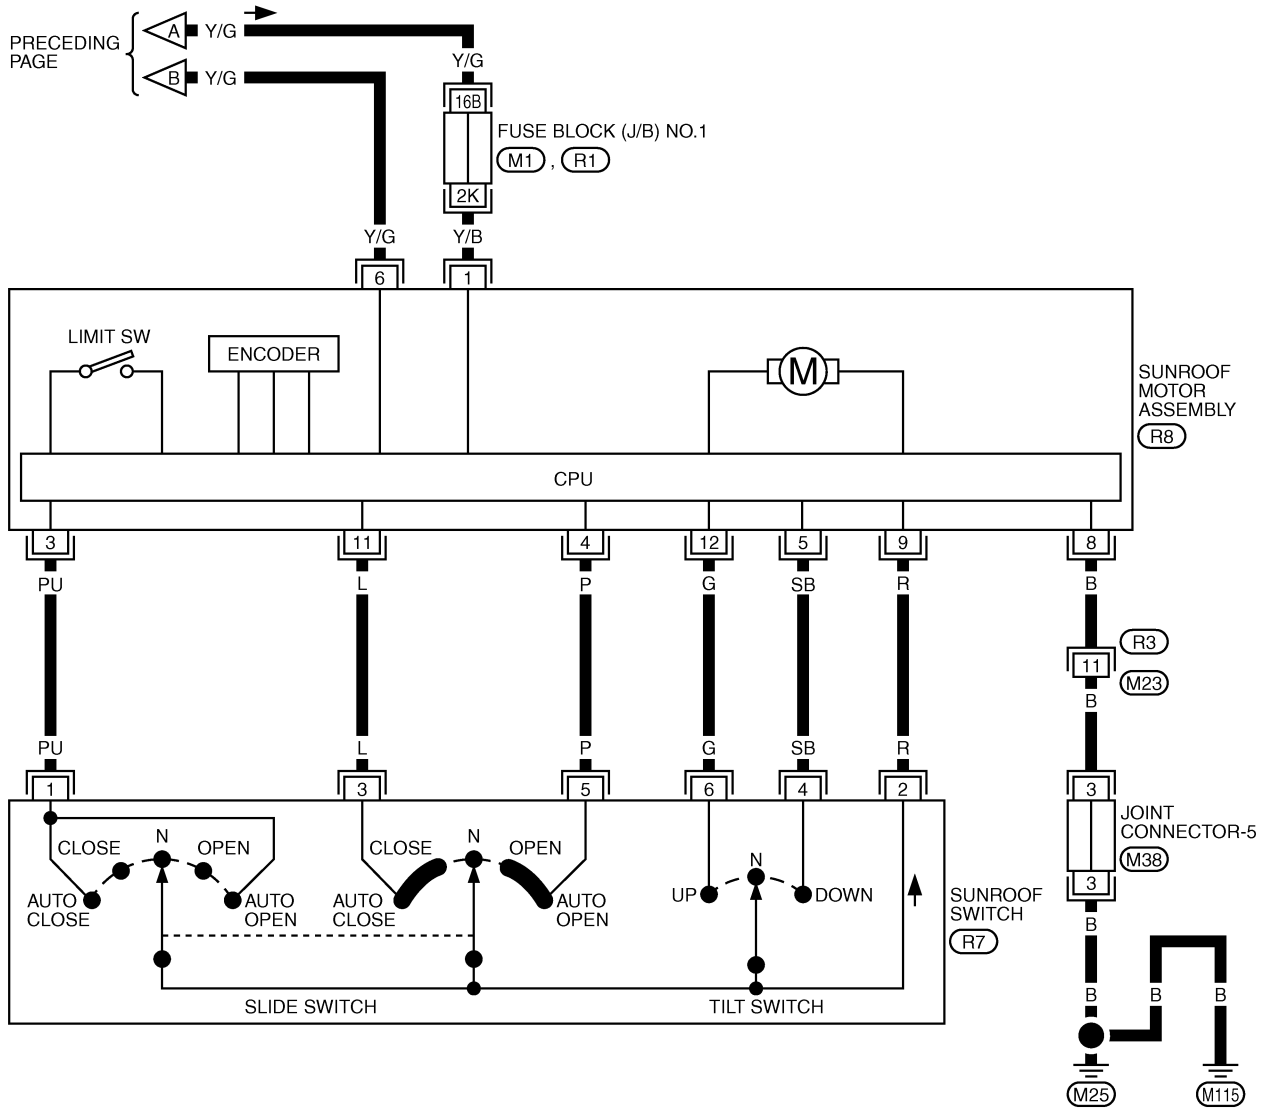 PRECEDING
PAGE
A Y/G
B Y/G
Y/G
16B
FUSE BLOCK (J/B) NO.1
M1 , R1
2K
Y/G Y/B
6 1
LIMIT SW
ENCODER
M
SUNROOF
MOTOR
ASSEMBLY
R8
CPU
3 11 4 12 5 9 8
PU L P G SB R B
R3
11
M23
B
PU L P G SB R
1 3 5 6 4 2 3
JOINT
CONNECTOR-5
M38
3
CLOSE N OPEN CLOSE N OPEN N
AUTO
CLOSE
AUTO
OPEN
AUTO
CLOSE
AUTO
OPEN
UP DOWN
SUNROOF
SWITCH
R7
B
B B B
SLIDE SWITCH TILT SWITCH
M25 M115